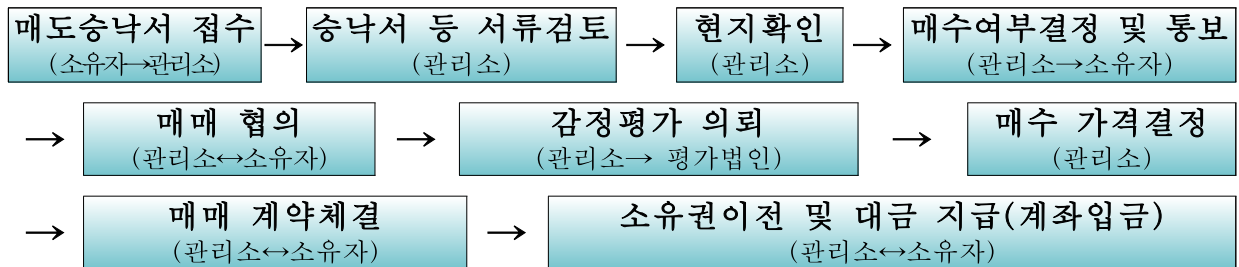 매도승낙서 접수 → 승낙서 등 서류검토 → 현지확인 → 매수여부결정 및 통보
(소유자→관리소) (관리소) (관리소) (관리소→소유자)
→ 매매 협의 → 감정평가 의뢰 → 매수 가격결정
(관리소↔소유자) (관리소→ 평가법인) (관리소)
→ 매매 계약체결 → 소유권이전 및 대금 지급(계좌입금)
(관리소↔소유자) (관리소↔소유자)